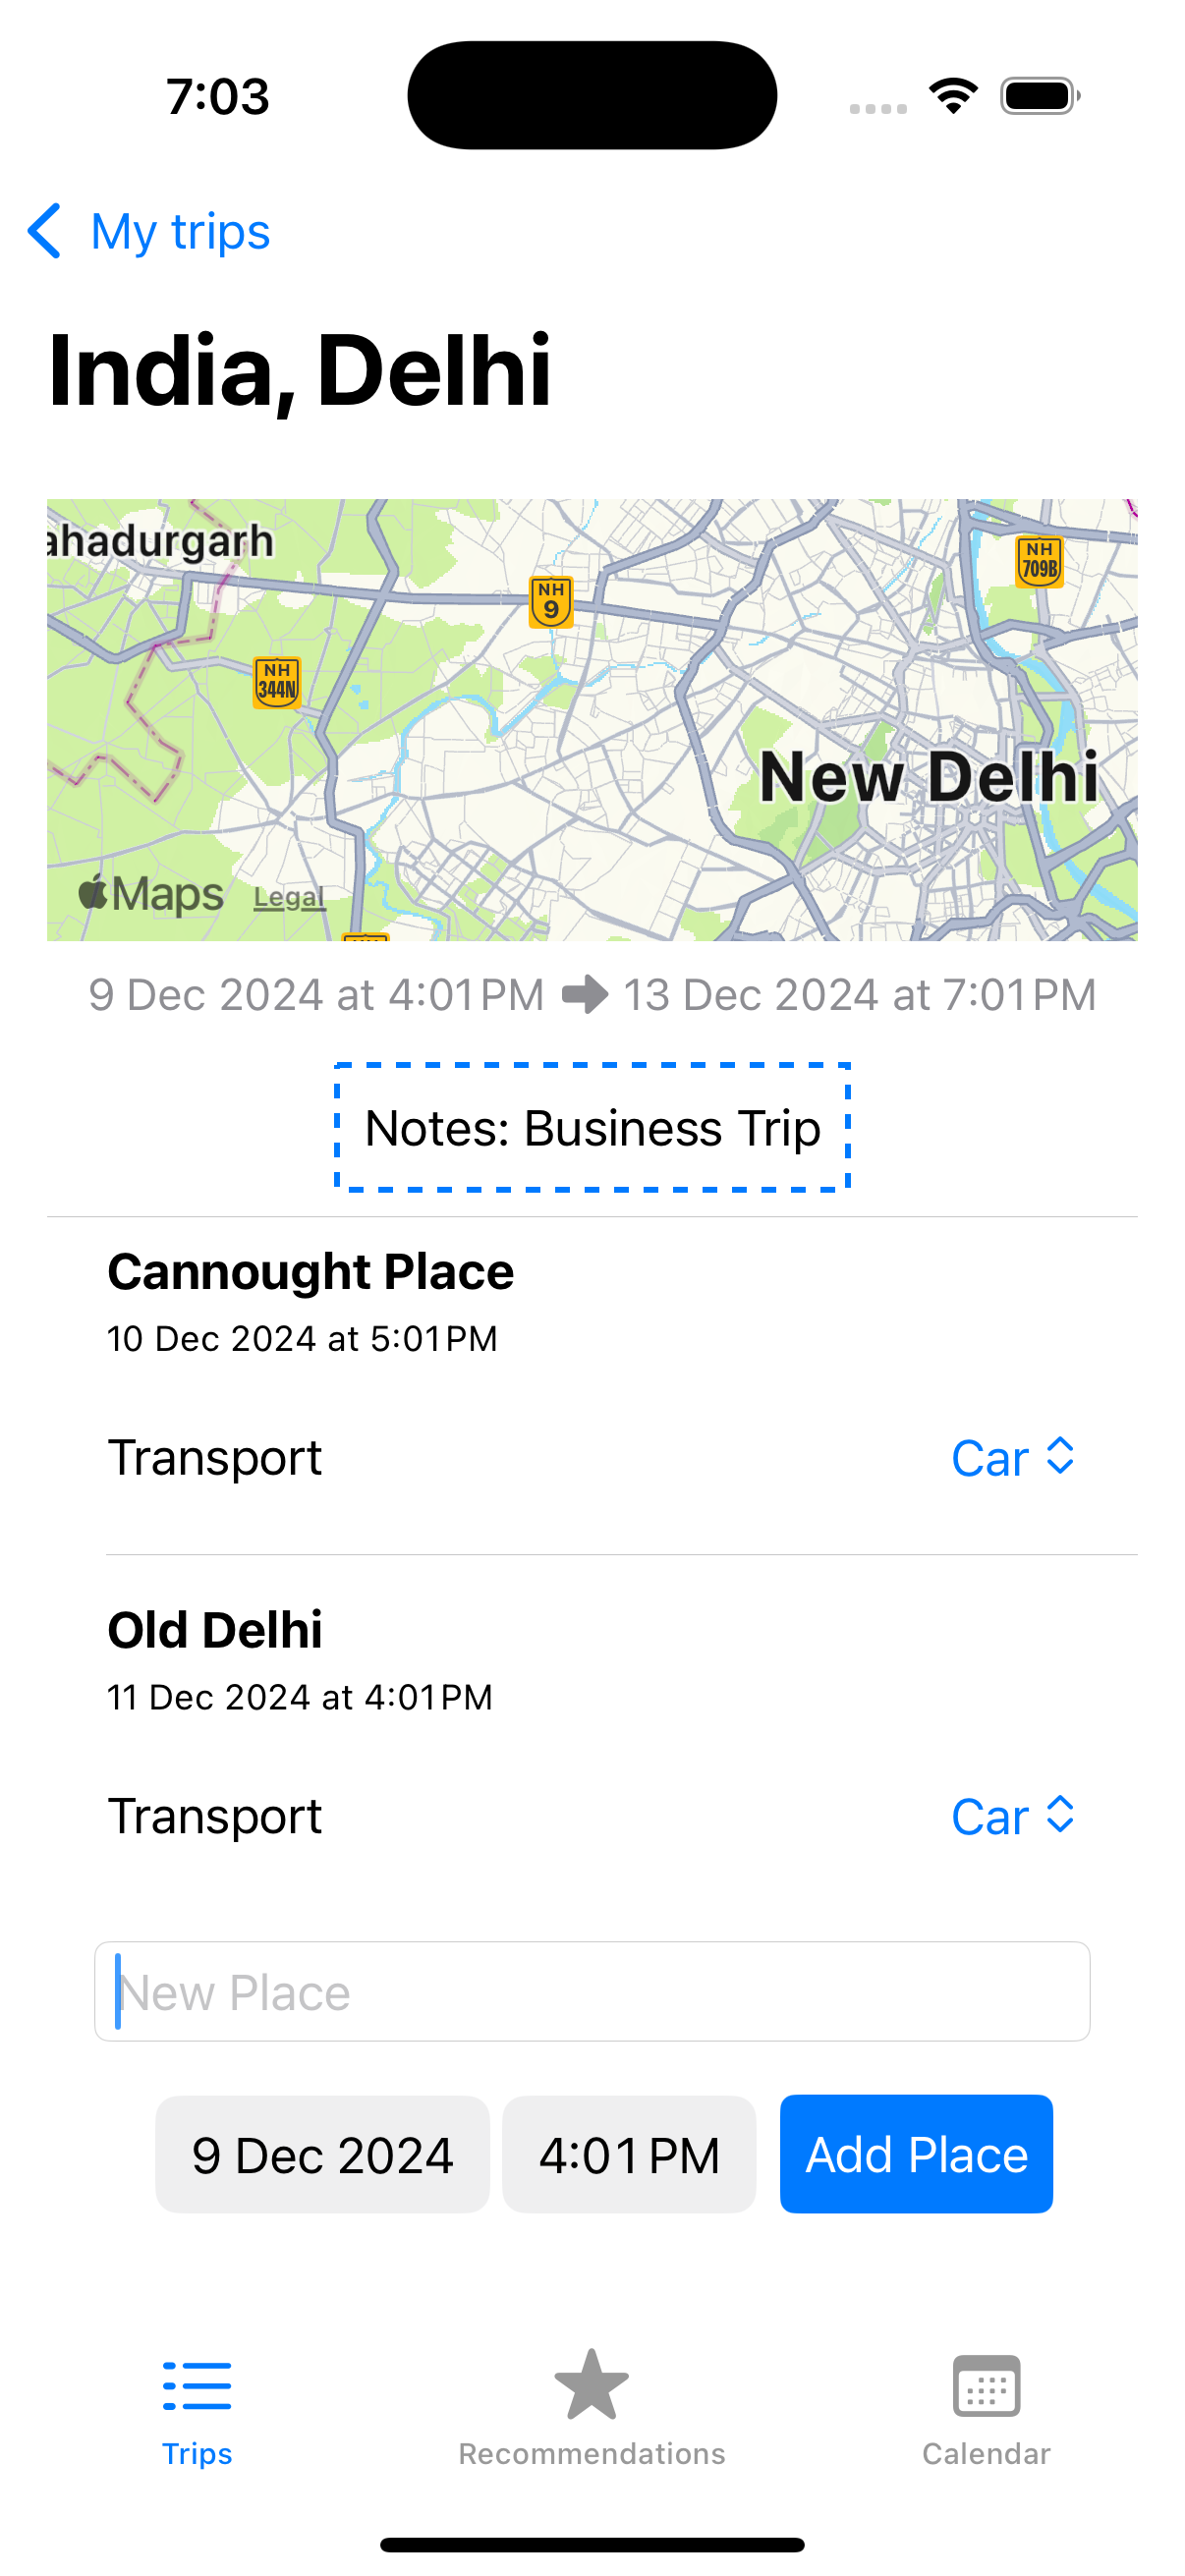 7:03
My trips
India, Delhi
ahadurgarh
NH
709B
NH
9
NH
344N
New Delhi
Maps Legal
9 Dec 2024 at 4:01 PM 13 Dec 2024 at 7:01 PM
Notes: Business Trip
Cannought Place
10 Dec 2024 at 5:01 PM
Transport Car
Old Delhi
11 Dec 2024 at 4:01 PM
Transport Car
New Place
9 Dec 2024 4:01 PM Add Place
Trips Recommendations Calendar